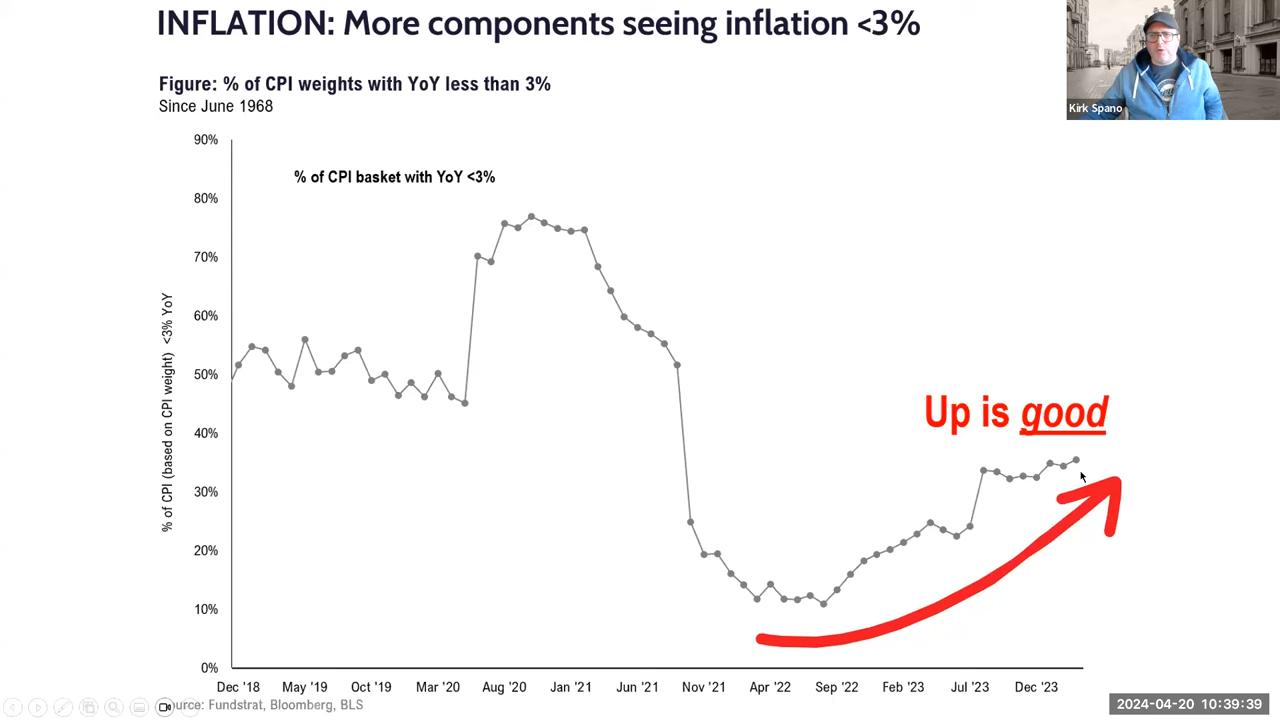 INFLATION: More components seeing inflation <3%
Kirk Spano
Figure: % of CPI weights with YoY less than 3%
Since June 1968
% of CPI basket with YoY <3%
% of CPI (based on CPI weight) <3% YoY
90%
80%
70%
60%
50%
40%
30%
20%
10%
0%
Up is good
Dec '18 May '19 Oct '19 Mar '20 Aug '20 Jan '21 Jun '21 Nov '21 Apr '22 Sep '22 Feb '23 Jul '23 Dec '23
ource: Fundstrat, Bloomberg, BLS
2024-04-20 10:39:39